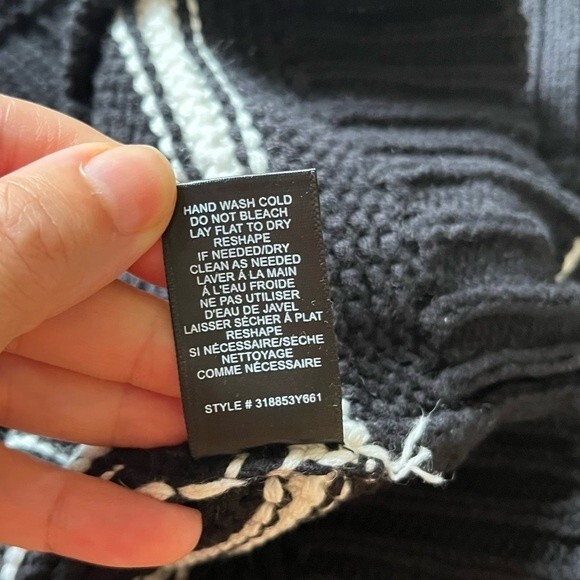 HAND WASH COLD
DO NOT BLEACH
LAY FLAT TO DRY
RESHAPE
IF NEEDED/DRY
CLEAN AS NEEDED
LAVER Á LA MAIN
Á L'EAU FROIDE
NE PAS UTILISER
D'EAU DE JAVEL
LAISSER SÉCHER Á PLAT
RESHAPE
SI NÉCESSAIRE/SÈCHE
NETTOYAGE
COMME NÉCESSAIRE
STYLE # 318853Y661